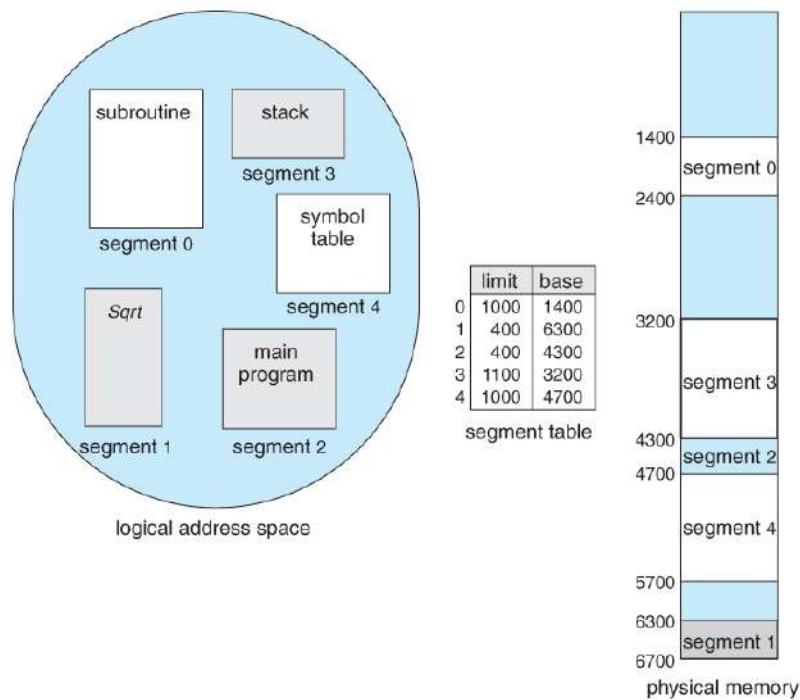 subroutine
segment 0
stack
segment 3
symbol
table
segment 4
Sqrt
segment 1
main
program
segment 2
logical address space
limit base
0 1000 1400
1 400 6300
2 400 4300
3 1100 3200
4 1000 4700
segment table
1400
segment 0
2400
3200
segment 3
4300
segment 2
4700
segment 4
5700
6300
segment 1
6700
physical memory